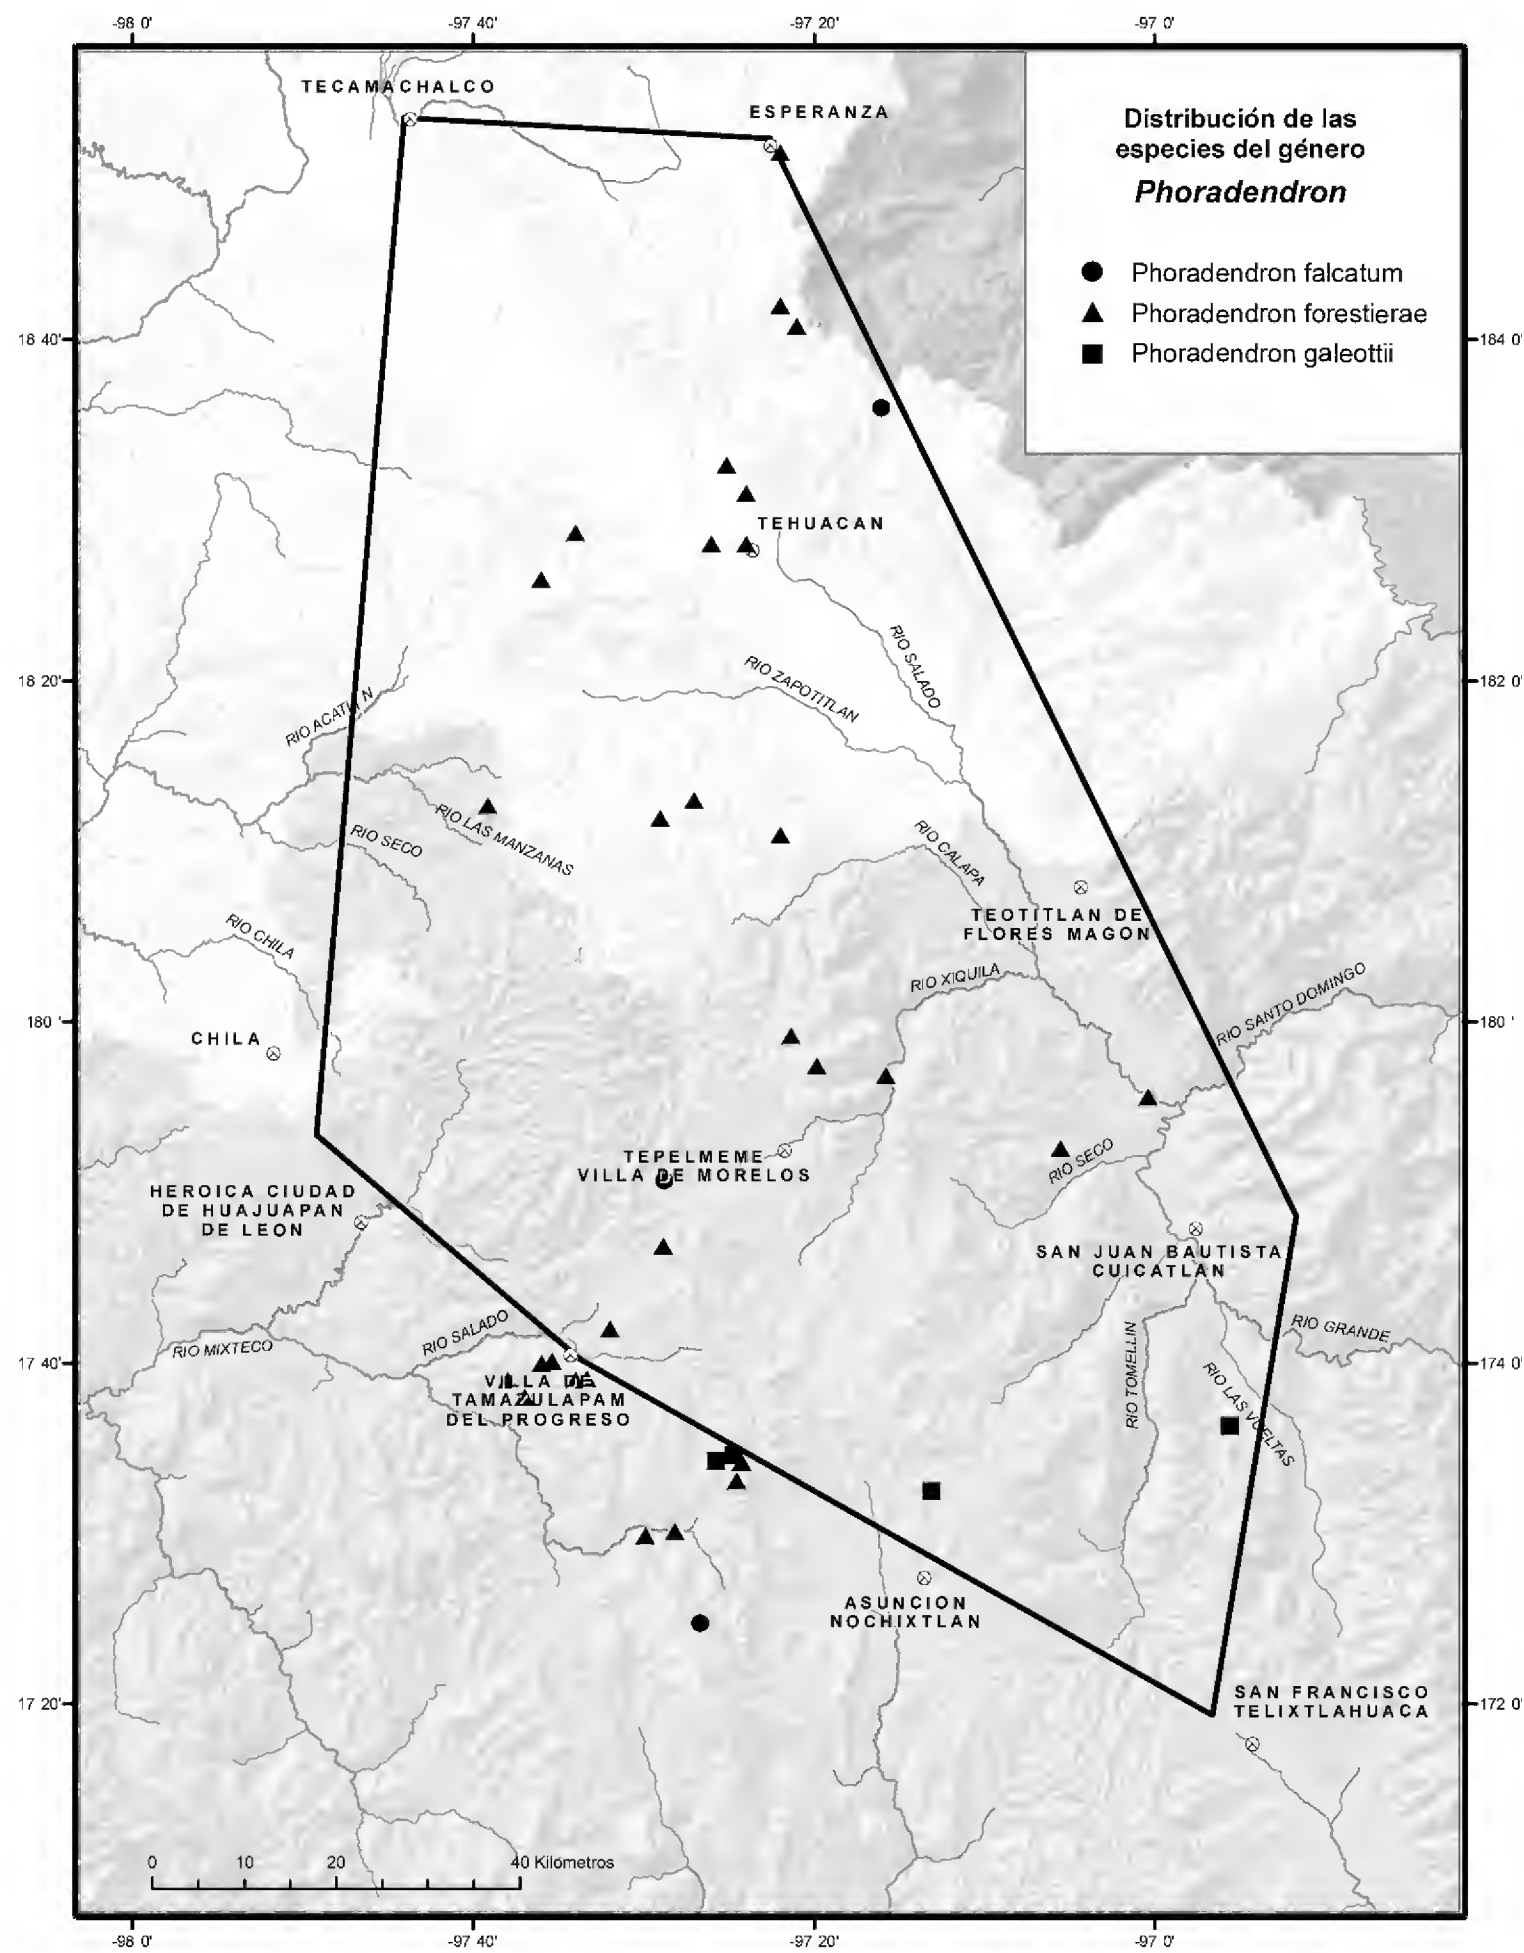 -98 0'
-97 40'
-97 20'
-97 0'
TECAMACHALCO
ESPERANZA
Distribución de las
especies del género
Phoradendron
Phoradendron falcatum
Phoradendron forestierae
Phoradendron galeottii
18 40'
184 0'
TEHUACAN
RIO SALADO
RIO ZAPOTITLAN
18 20'
182 0'
RIO ACATL N
RIO LAS MANZANAS
RIO SECO
RIO CALAPA
TEOTITLAN DE
FLORES MAGON
RIO CHILA
RIO XIQUILA
RIO SANTO DOMINGO
180 '
180 '
CHILA
TEPELMEME
VILLA DE MORELOS
RIO SECO
HEROICA CIUDAD
DE HUAJUAPAN
DE LEON
SAN JUAN BAUTISTA
CUICATLAN
RIO SALADO
RIO MIXTECO
RIO GRANDE
17 40'
174 0'
RIO TOMELLIN
RIO LAS VUELTAS
VILLA DE
TAMAZULAPAM
DEL PROGRESO
ASUNCION
NOCHIXTLAN
17 20'
172 0'
SAN FRANCISCO
TELIXTLAHUACA
0 10 20 40 Kilómetros
-98 0'
-97 40'
-97 20'
-97 0'